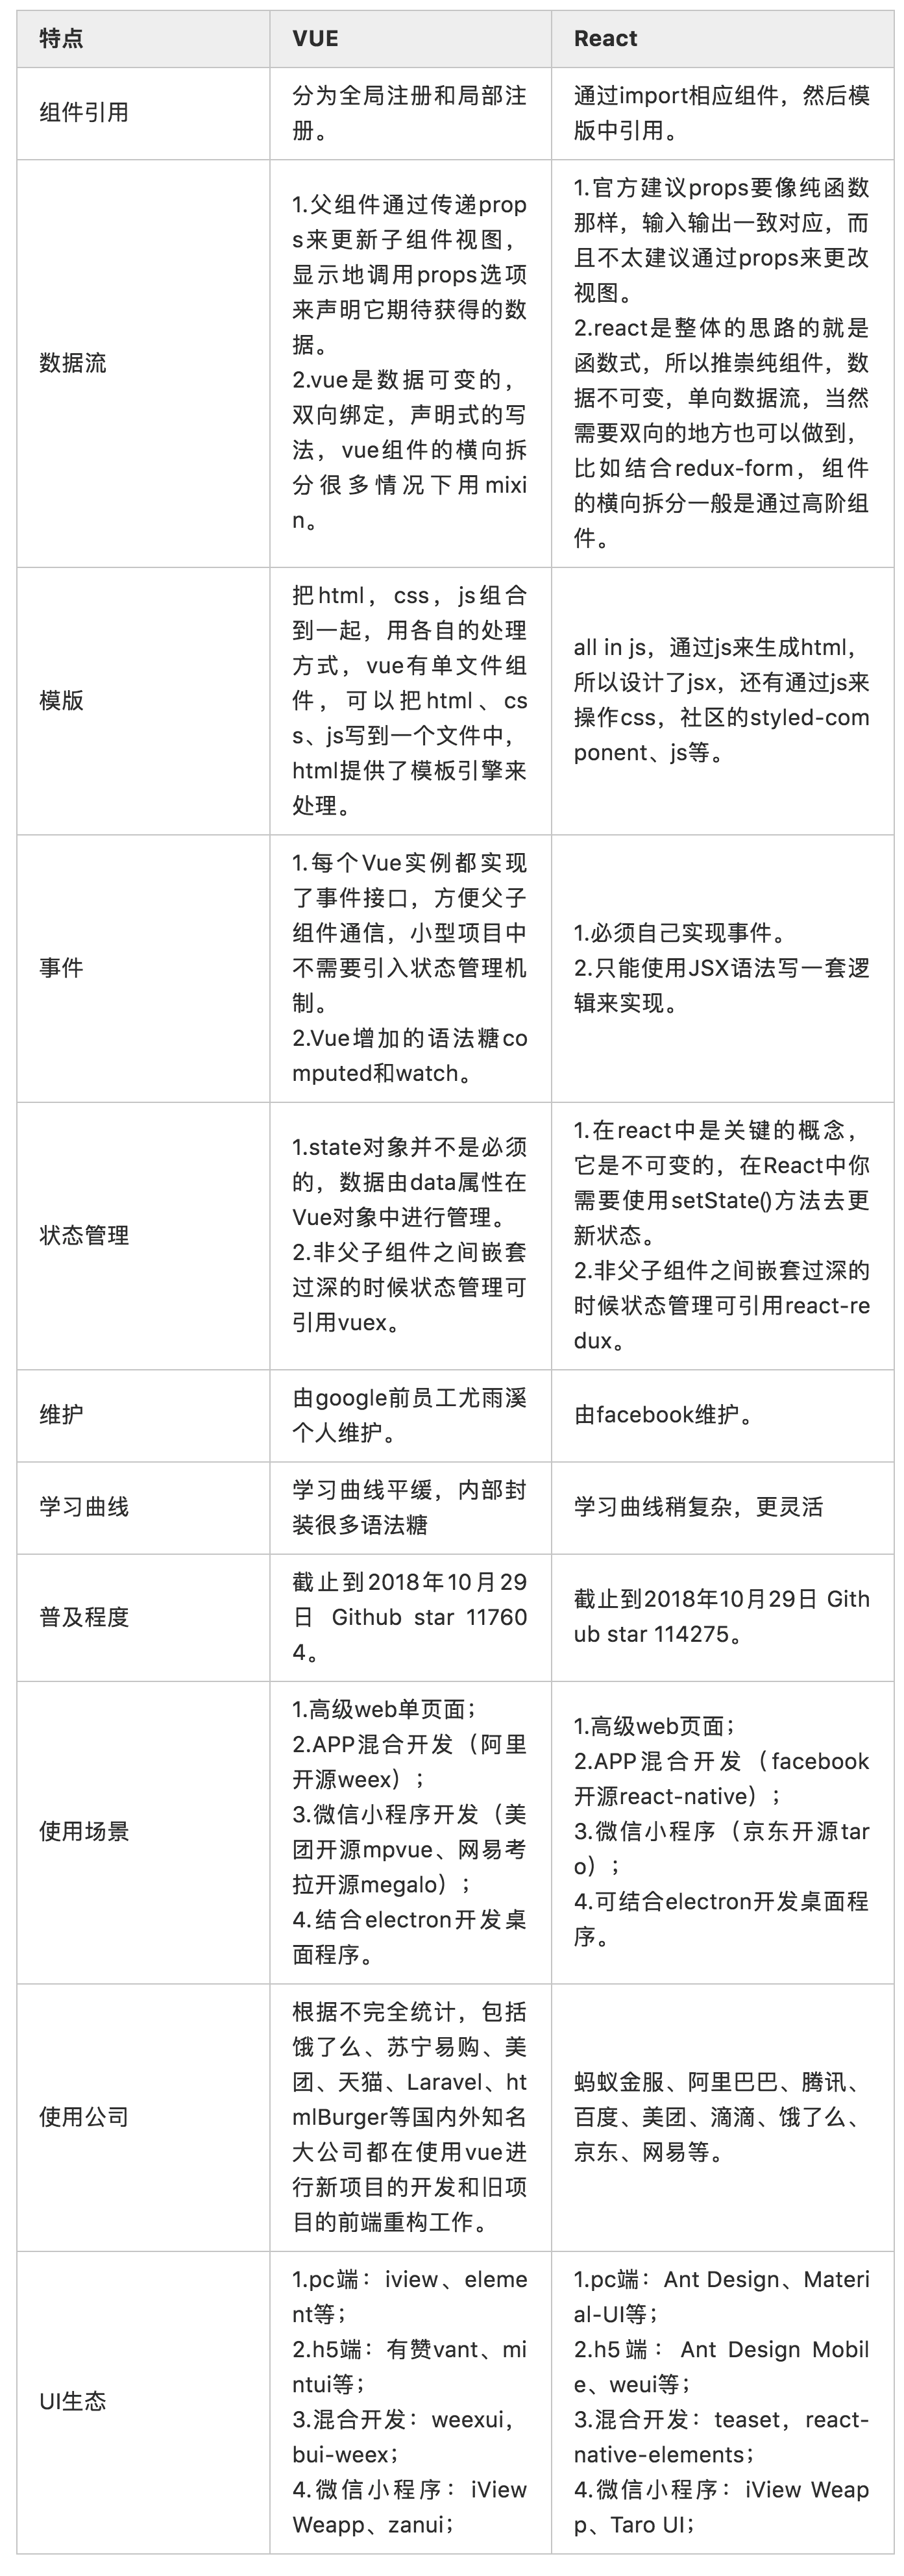 特点
VUE
React
组件引用
分为全局注册和局部注
册。
通过import相应组件，然后模
版中引用。
数据流
1.父组件通过传递prop
s来更新子组件视图，
显示地调用props选项
来声明它期待获得的数
据。
2.vue是数据可变的，
双向绑定，声明式的写
法，vue组件的横向拆
分很多情况下用mixi
n。
1.官方建议props要像纯函数
那样，输入输出一致对应，而
且不太建议通过props来更改
视图。
2.react是整体的思路的就是
函数式，所以推崇纯组件，数
据不可变，单向数据流，当然
需要双向的地方也可以做到，
比如结合redux-form，组件
的横向拆分一般是通过高阶组
件。
模版
把html，css，js组合
到一起，用各自的处理
方式，vue有单文件组
件，可以把html、cs
s、js写到一个文件中，
html提供了模板引擎来
处理。
all in js，通过js来生成html，
所以设计了jsx，还有通过js来
操作css，社区的styled-com
ponent、js等。
事件
1.每个Vue实例都实现
了事件接口，方便父子
组件通信，小型项目中
不需要引入状态管理机
制。
2.Vue增加的语法糖co
mputed和watch。
1.必须自己实现事件。
2.只能使用JSX语法写一套逻
辑来实现。
状态管理
1.state对象并不是必须
的，数据由data属性在
Vue对象中进行管理。
2.非父子组件之间嵌套
过深的时候状态管理可
引用vuex。
1.在react中是关键的概念，
它是不可变的，在React中你
需要使用setState()方法去更
新状态。
2.非父子组件之间嵌套过深的
时候状态管理可引用react-re
dux。
维护
由google前员工尤雨溪
个人维护。
由facebook维护。
学习曲线
学习曲线平缓，内部封
装很多语法糖
学习曲线稍复杂，更灵活
普及程度
截止到2018年10月29
日 Github star 11760
4。
截止到2018年10月29日 Gith
ub star 114275。
使用场景
1.高级web单页面；
2.APP混合开发（阿里
开源weex）；
3.微信小程序开发（美
团开源mpvue、网易考
拉开源megalo）；
4.结合electron开发桌
面程序。
1.高级web页面；
2.APP混合开发（facebook
开源react-native）；
3.微信小程序（京东开源tar
o）；
4.可结合electron开发桌面程
序。
使用公司
根据不完全统计，包括
饿了么、苏宁易购、美
团、天猫、Laravel、ht
mlBurger等国内外知名
大公司都在使用vue进
行新项目的开发和旧项
目的前端重构工作。
蚂蚁金服、阿里巴巴、腾讯、
百度、美团、滴滴、饿了么、
京东、网易等。
UI生态
1.pc端：iview、eleme
nt等；
2.h5端：有赞vant、mi
ntui等；
3.混合开发：weexui，
bui-weex；
4.微信小程序：iView
Weapp、zanui；
1.pc端：Ant Design、Materi
al-UI等；
2.h5端：Ant Design Mobil
e、weui等；
3.混合开发：teaset，react-
native-elements；
4.微信小程序：iView Weap
p、Taro UI；